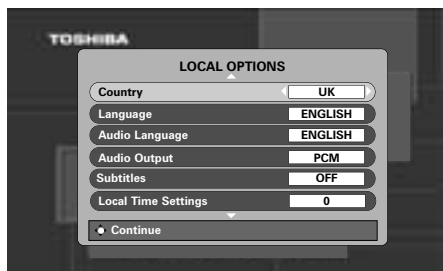 TOSHIBA
LOCAL OPTIONS
Country UK
Language ENGLISH
Audio Language ENGLISH
Audio Output PCM
Subtitles OFF
Local Time Settings 0
Continue